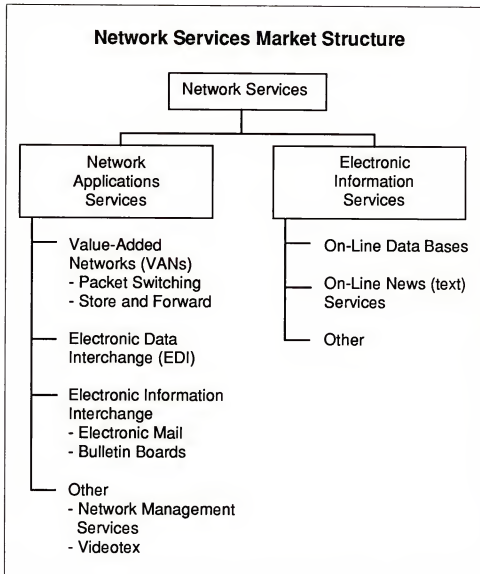 Network Services Market Structure
Network Services
Network
Applications
Services
Value-Added
Networks (VANs)
- Packet Switching
- Store and Forward
Electronic Data
Interchange (EDI)
Electronic Information
Interchange
- Electronic Mail
- Bulletin Boards
Other
- Network Management
Services
- Videotex
Electronic
Information
Services
On-Line Data Bases
On-Line News (text)
Services
Other